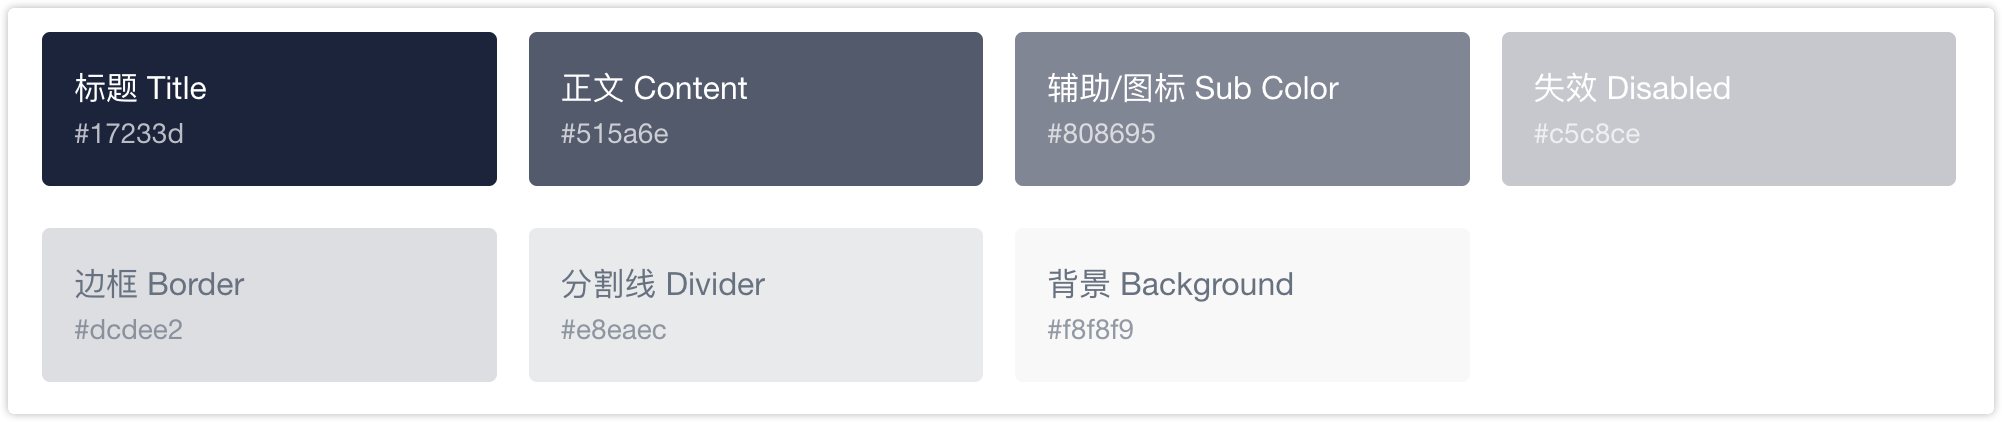 标题 Title
#17233d
正文 Content
#515a6e
辅助/图标 Sub Color
#808695
失效 Disabled
#c5c8ce
边框 Border
#dcdee2
分割线 Divider
#e8eaec
背景 Background
#f8f8f9